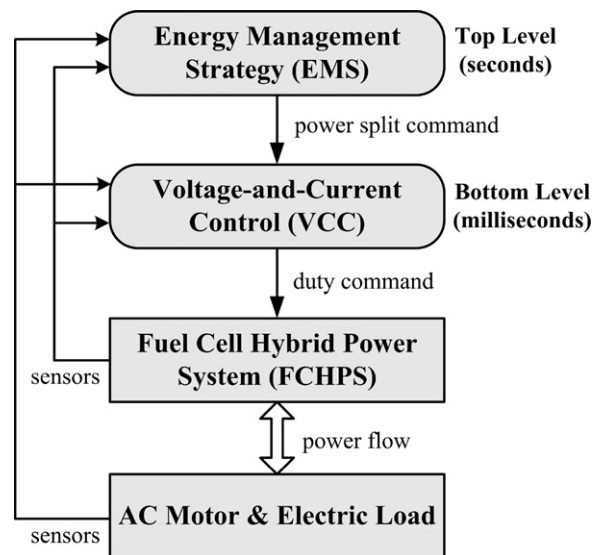 Energy Management
Strategy (EMS)
Top Level
(seconds)
power split command
Voltage-and-Current
Control (VCC)
Bottom Level
(milliseconds)
duty command
Fuel Cell Hybrid Power
System (FCHPS)
sensors
power flow
AC Motor & Electric Load
sensors